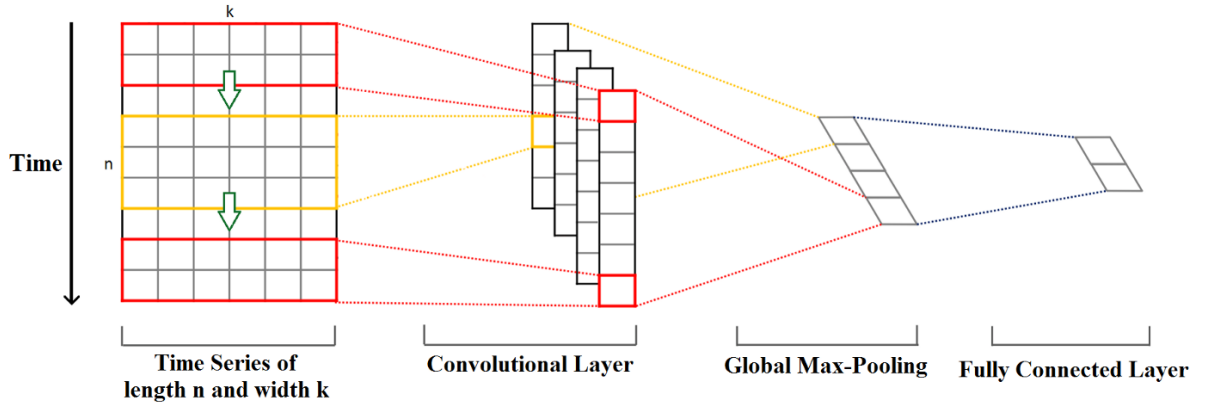 k
Time
n
Time Series of
length n and width k
Convolutional Layer
Global Max-Pooling
Fully Connected Layer